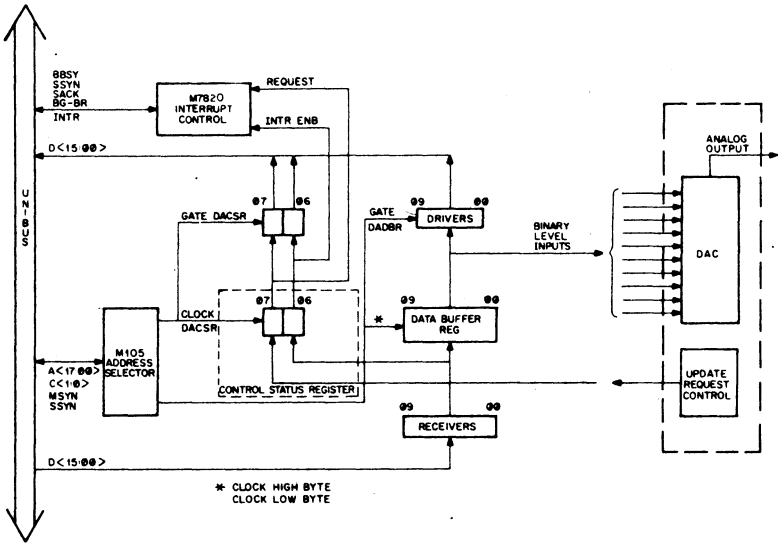 UNIBUS
BBSY
SSYN
SACK
BG-BR
INTR
M7820
INTERRUPT
CONTROL
REQUEST
INTR ENB
D<15:00>
07 06
GATE DACSR
GATE
DADBR
09 00
DRIVERS
BINARY
LEVEL
INPUTS
ANALOG
OUTPUT
DAC
M105
ADDRESS
SELECTOR
CLOCK
DACSR
07 06
CONTROL STATUS REGISTER
*
09 00
DATA BUFFER
REG
UPDATE
REQUEST
CONTROL
A<17:00>
C<1:0>
MSYN
SSYN
09 00
RECEIVERS
D<15:00>
* CLOCK HIGH BYTE
CLOCK LOW BYTE